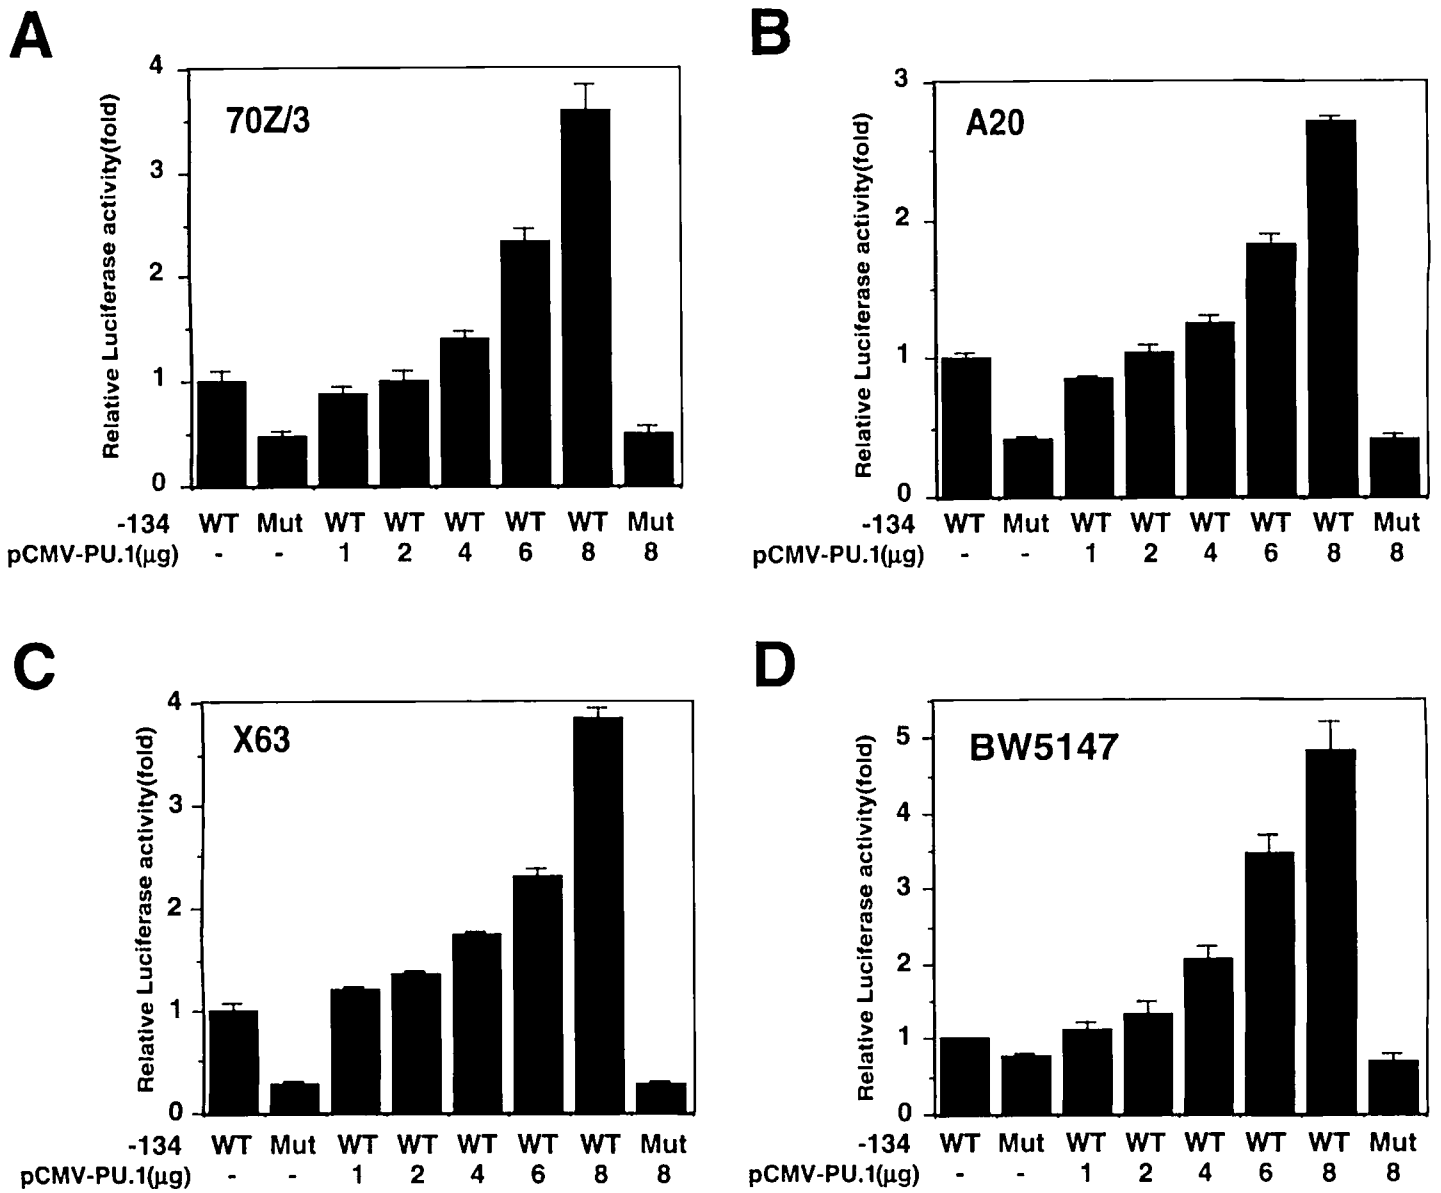 A
Relative Luciferase activity(fold)
4
3
2
1
0
70Z/3
-134 WT Mut WT WT WT WT WT Mut
pCMV-PU.1(μg) - - 1 2 4 6 8 8
B
Relative Luciferase activity(fold)
3
2
1
0
A20
-134 WT Mut WT WT WT WT WT Mut
pCMV-PU.1(μg) - - 1 2 4 6 8 8
C
Relative Luciferase activity(fold)
4
3
2
1
0
X63
-134 WT Mut WT WT WT WT WT Mut
pCMV-PU.1(μg) - - 1 2 4 6 8 8
D
Relative Luciferase activity(fold)
5
4
3
2
1
0
BW5147
-134 WT Mut WT WT WT WT WT Mut
pCMV-PU.1(μg) - - 1 2 4 6 8 8